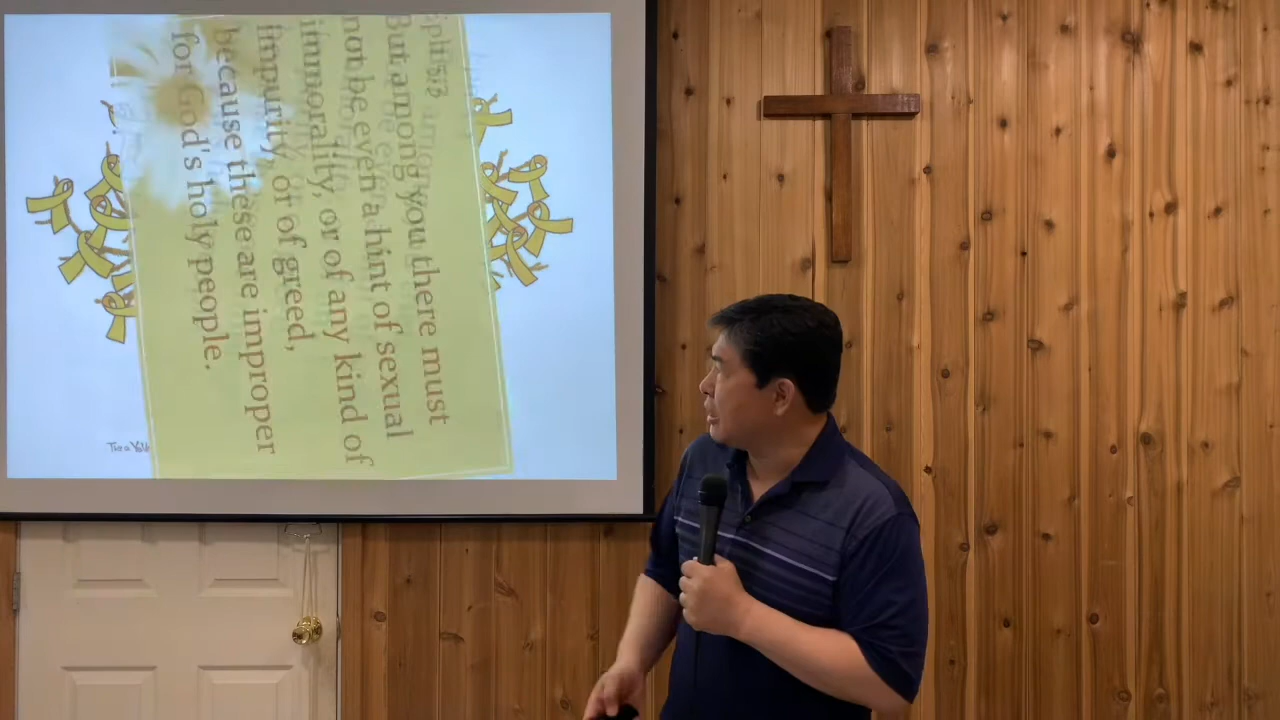 But among you there must
not be even a hint of sexual
immorality, or of any kind of
impurity, or of greed,
because these are improper
for God's holy people.